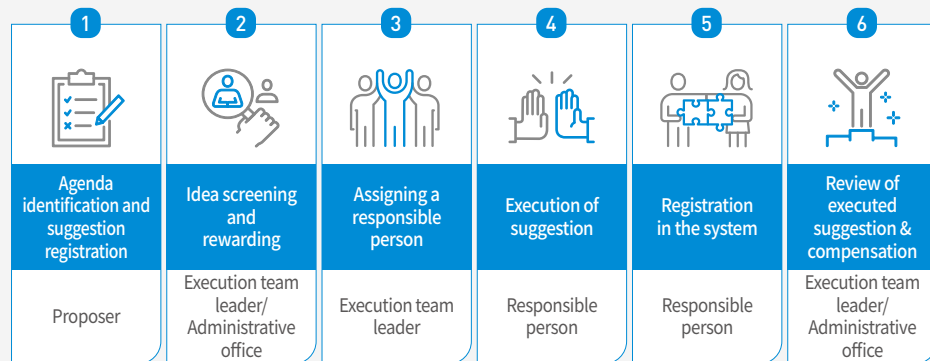 1
2
3
4
5
6
Agenda
identification and
suggestion
registration
Idea screening
and
rewarding
Assigning a
responsible
person
Execution of
suggestion
Registration
in the system
Review of
executed
suggestion &
compensation
Proposer
Execution team
leader/
Administrative
office
Execution team
leader
Responsible
person
Responsible
person
Execution team
leader/
Administrative
office